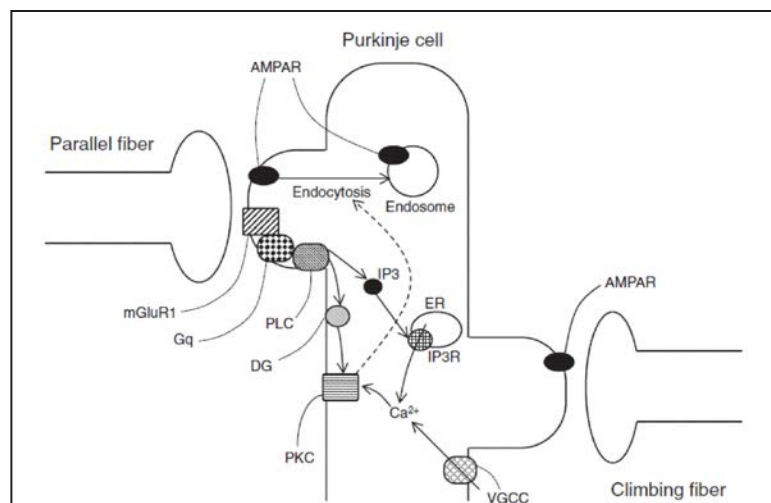 Purkinje cell
AMPAR
Parallel fiber
Endocytosis
Endosome
mGluR1
Gq
PLC
DG
IP3
ER
IP3R
AMPAR
PKC
Ca²⁺
VGCC
Climbing fiber